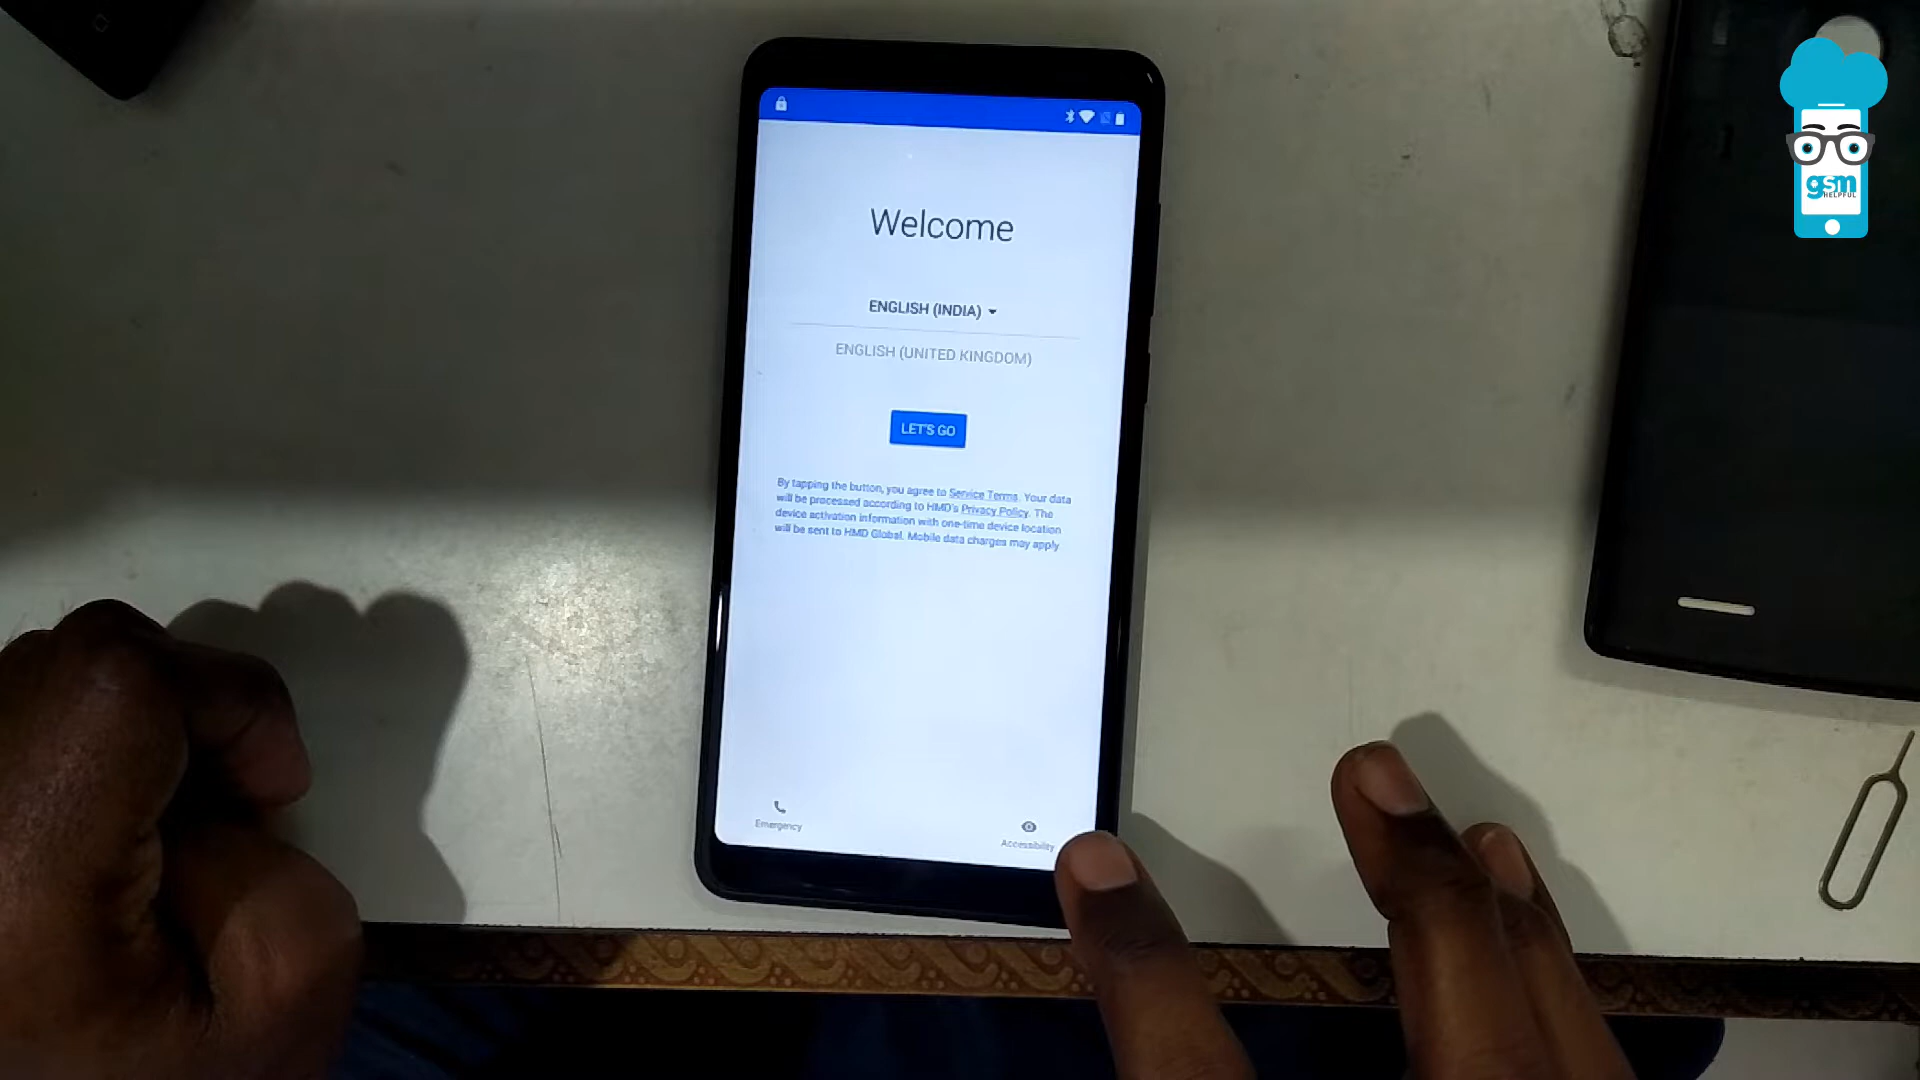 Welcome
ENGLISH (INDIA)
ENGLISH (UNITED KINGDOM)
LET'S GO
By tapping the button, you agree to Service Terms. Your data
will be processed according to HMD's Privacy Policy. The
device activation information with one-time device location
will be sent to HMD Global. Mobile data charges may apply
Emergency
Accessibility
gsm
HELPFUL